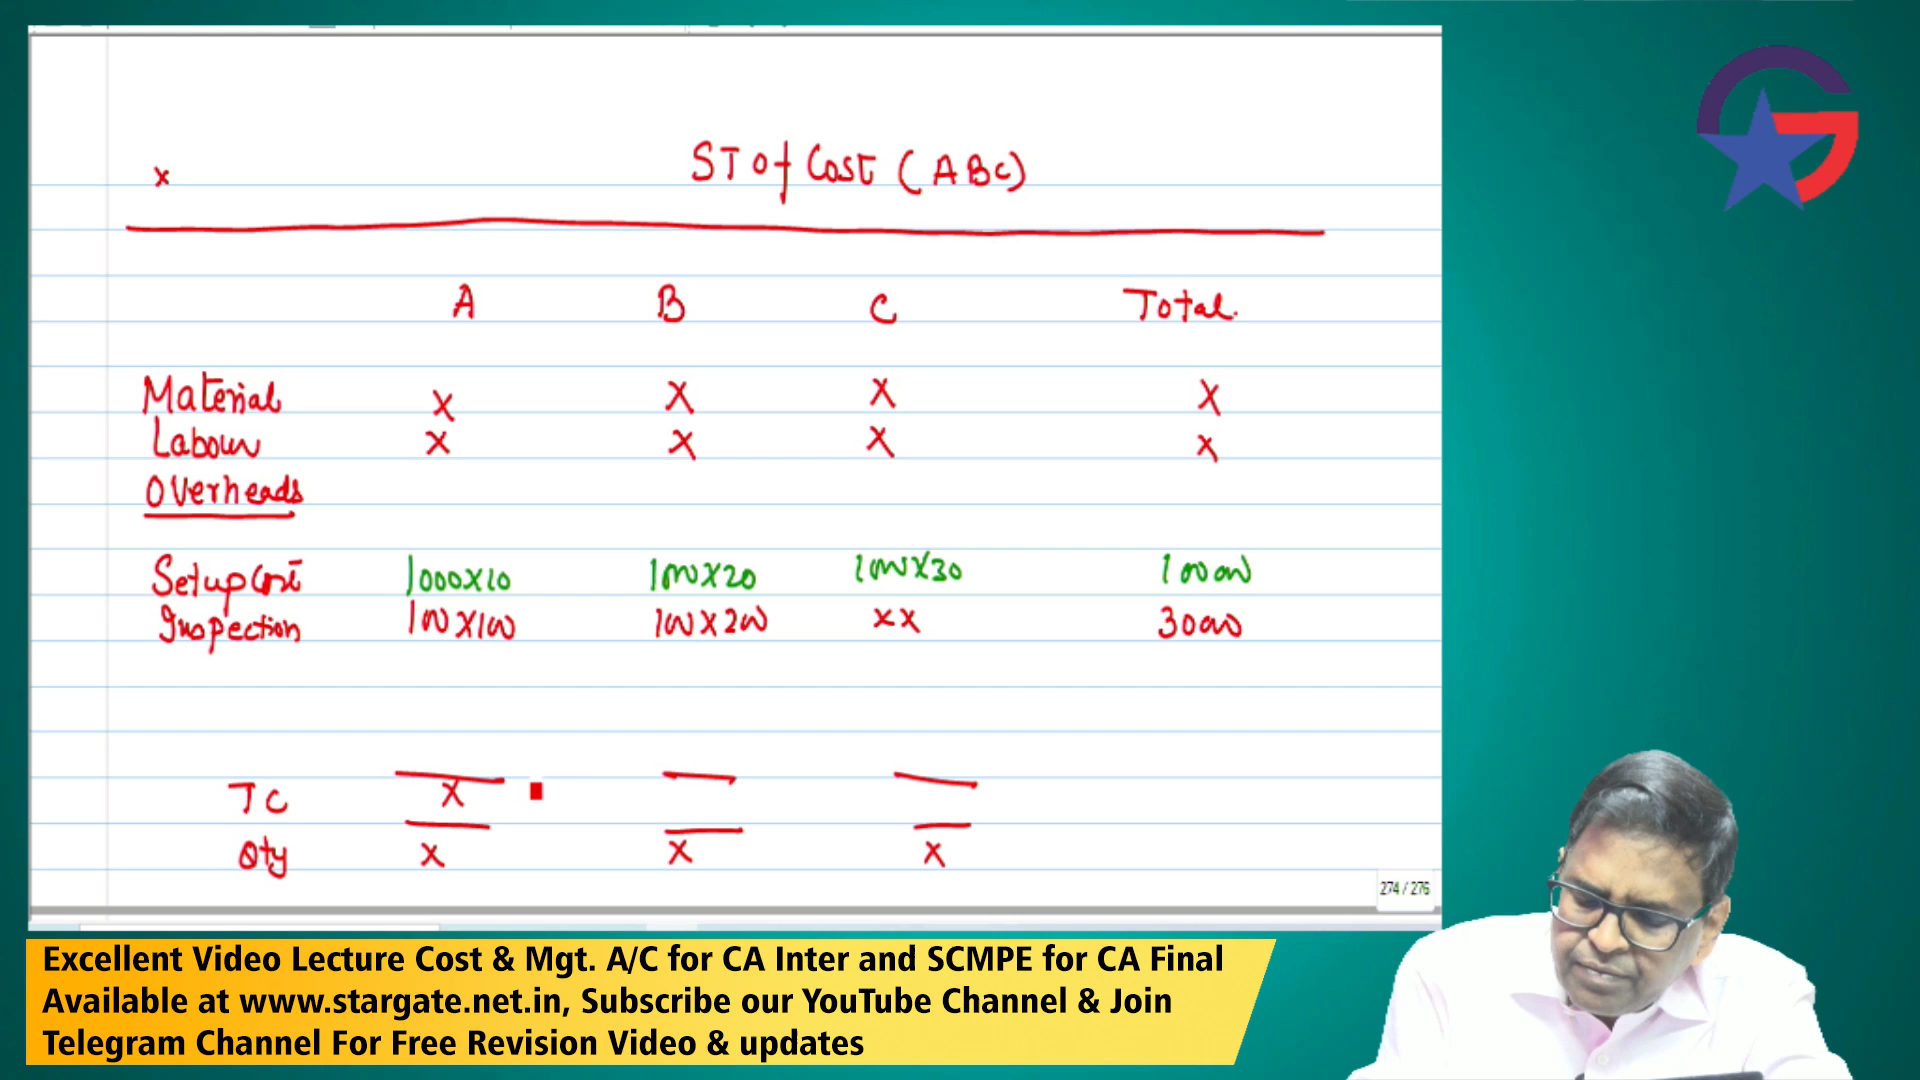 x ST of Cost (ABC)
A B C Total.
Material X X X X
Labour X X X X
Overheads
Setup Cost 1000X10 1000X20 1000X30
Inspection 100X100 100X200 XX
TC X
Qty X X X
274 / 276
Excellent Video Lecture Cost & Mgt. A/C for CA Inter and SCMPE for CA Final
Available at www.stargate.net.in, Subscribe our YouTube Channel & Join
Telegram Channel For Free Revision Video & updates